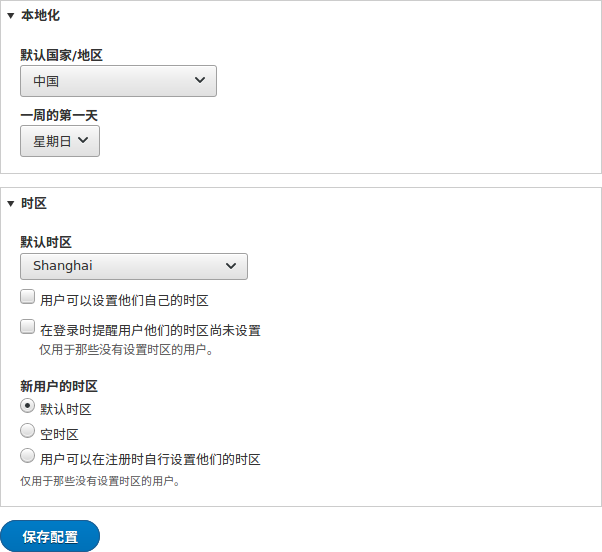 本地化
默认国家/地区
中国
一周的第一天
星期日
时区
默认时区
Shanghai
用户可以设置他们自己的时区
在登录时提醒用户他们的时区尚未设置
仅用于那些没有设置时区的用户。
新用户的时区
默认时区
空时区
用户可以在注册时自行设置他们的时区
仅用于那些没有设置时区的用户。
保存配置